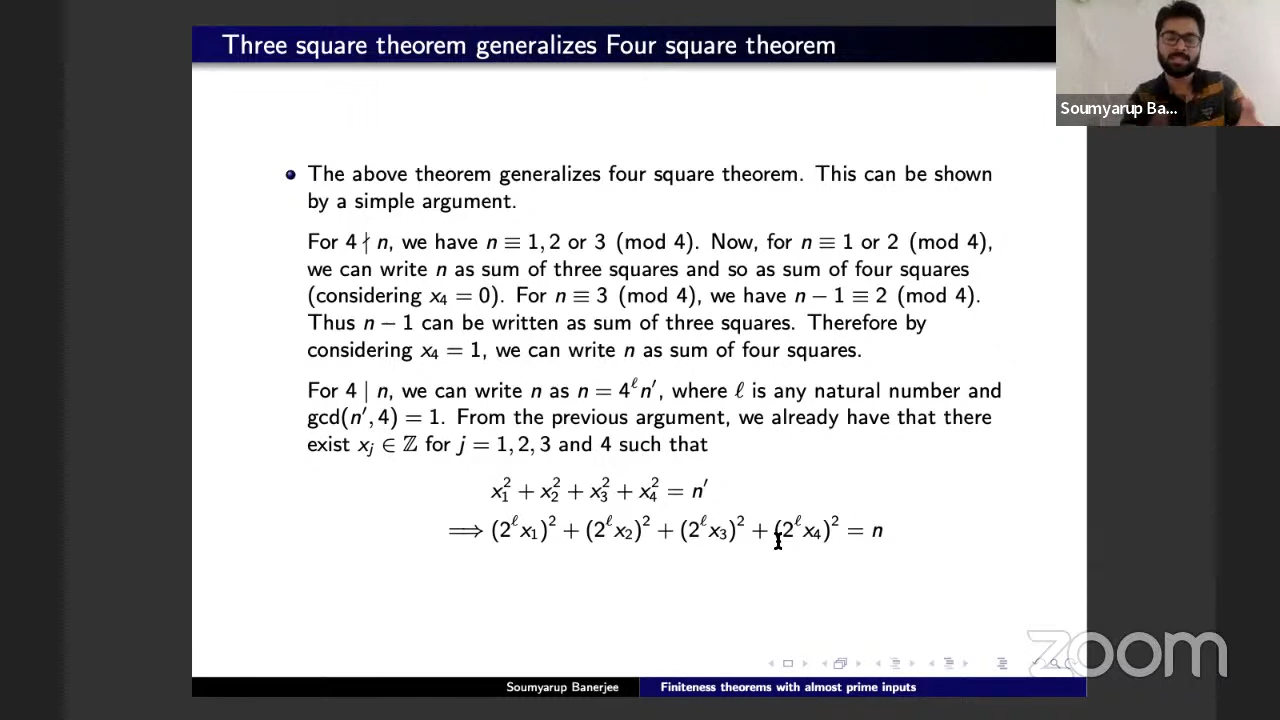 Three square theorem generalizes Four square theorem
Soumyarup Ba...
The above theorem generalizes four square theorem. This can be shown
by a simple argument.
For 4 ∤ n, we have n ≡ 1, 2 or 3 (mod 4). Now, for n ≡ 1 or 2 (mod 4),
we can write n as sum of three squares and so as sum of four squares
(considering x₄ = 0). For n ≡ 3 (mod 4), we have n − 1 ≡ 2 (mod 4).
Thus n − 1 can be written as sum of three squares. Therefore by
considering x₄ = 1, we can write n as sum of four squares.
For 4 | n, we can write n as n = 4^ℓ n′, where ℓ is any natural number and
gcd(n′, 4) = 1. From the previous argument, we already have that there
exist xⱼ ∈ ℤ for j = 1, 2, 3 and 4 such that
x₁² + x₂² + x₃² + x₄² = n′
⟹ (2^ℓ x₁)² + (2^ℓ x₂)² + (2^ℓ x₃)² + (2^ℓ x₄)² = n
zoom
Soumyarup Banerjee Finiteness theorems with almost prime inputs